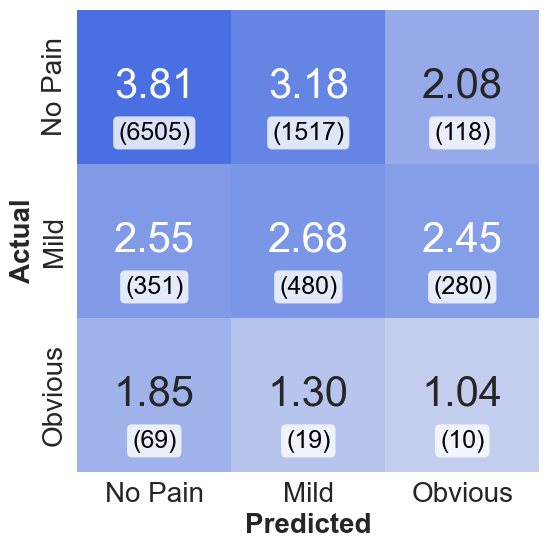 Actual
No Pain
3.81
3.18
2.08
(6505)
(1517)
(118)
Mild
2.55
2.68
2.45
(351)
(480)
(280)
Obvious
1.85
1.30
1.04
(69)
(19)
(10)
No Pain
Mild
Obvious
Predicted